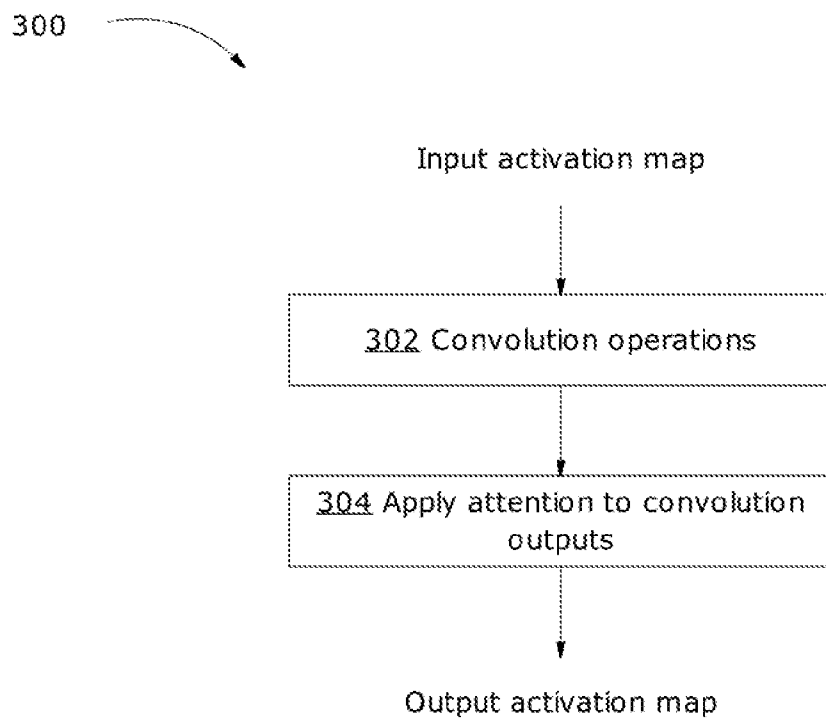 300
Input activation map
302 Convolution operations
304 Apply attention to convolution
outputs
Output activation map